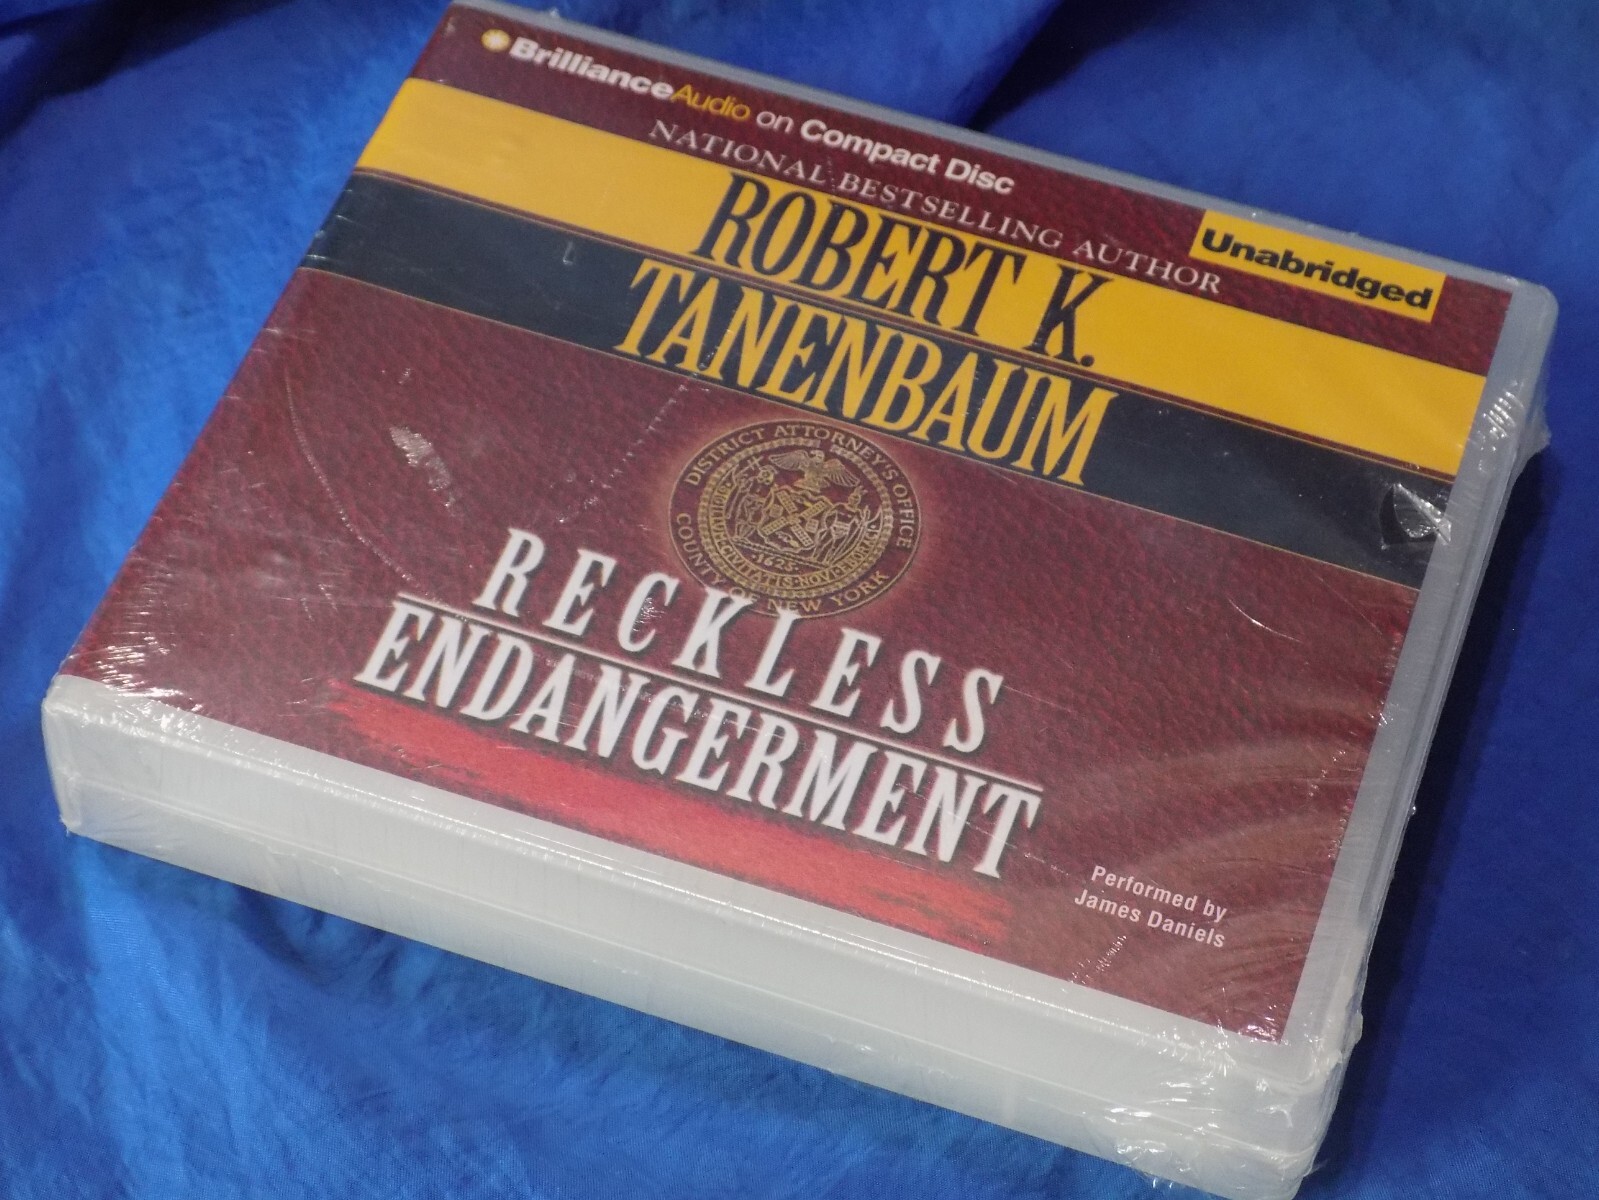 BrillianceAudio on Compact Disc
NATIONAL BESTSELLING AUTHOR
Unabridged
ROBERT K.
TANENBAUM
DISTRICT ATTORNEY'S OFFICE
COUNTY OF NEW YORK
1625
RECKLESS
ENDANGERMENT
Performed by
James Daniels